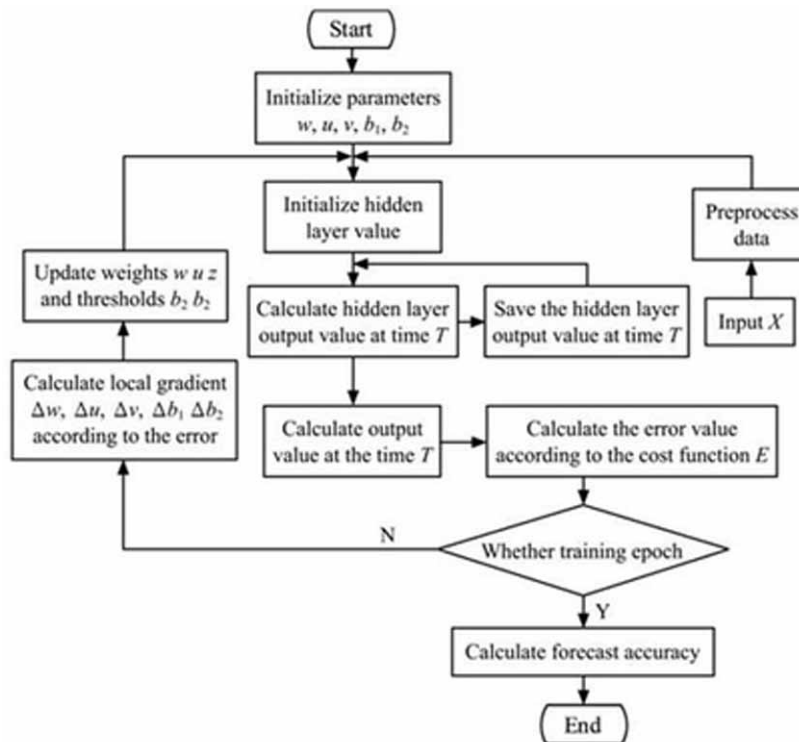 Start
Initialize parameters
w, u, v, b₁, b₂
Initialize hidden
layer value
Preprocess
data
Update weights w u z
and thresholds b₂ b₂
Calculate hidden layer
output value at time T
Save the hidden layer
output value at time T
Input X
Calculate local gradient
Δw, Δu, Δv, Δb₁ Δb₂
according to the error
Calculate output
value at the time T
Calculate the error value
according to the cost function E
N
Whether training epoch
Y
Calculate forecast accuracy
End